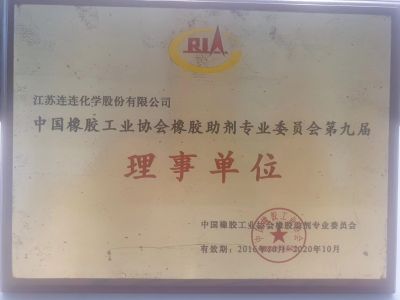 CRIA
江苏连连化学股份有限公司
中国橡胶工业协会橡胶助剂专业委员会第九届
理事单位
中国橡胶工业协会橡胶助剂专业委员会
有效期：2016年10月-2020年10月